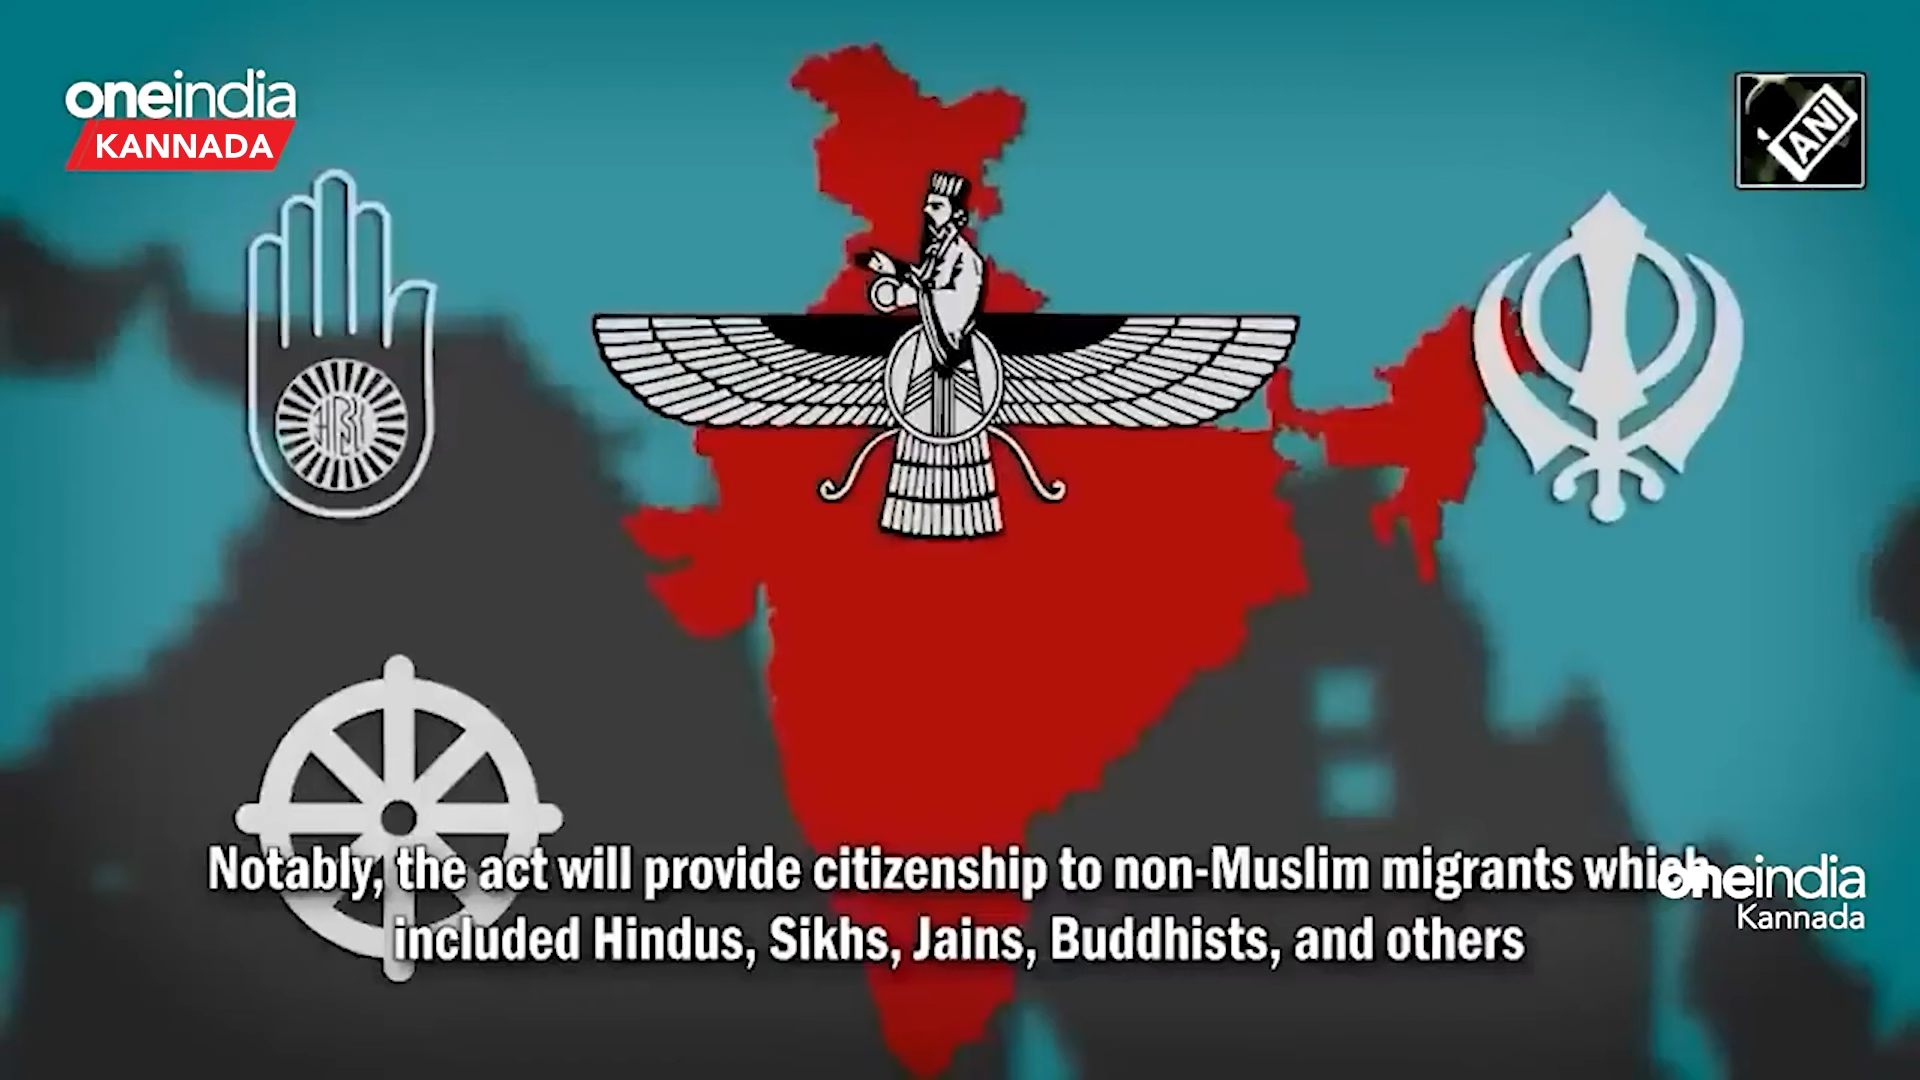 oneindia
KANNADA
ANI
Notably, the act will provide citizenship to non-Muslim migrants which
included Hindus, Sikhs, Jains, Buddhists, and others
oneindia
Kannada